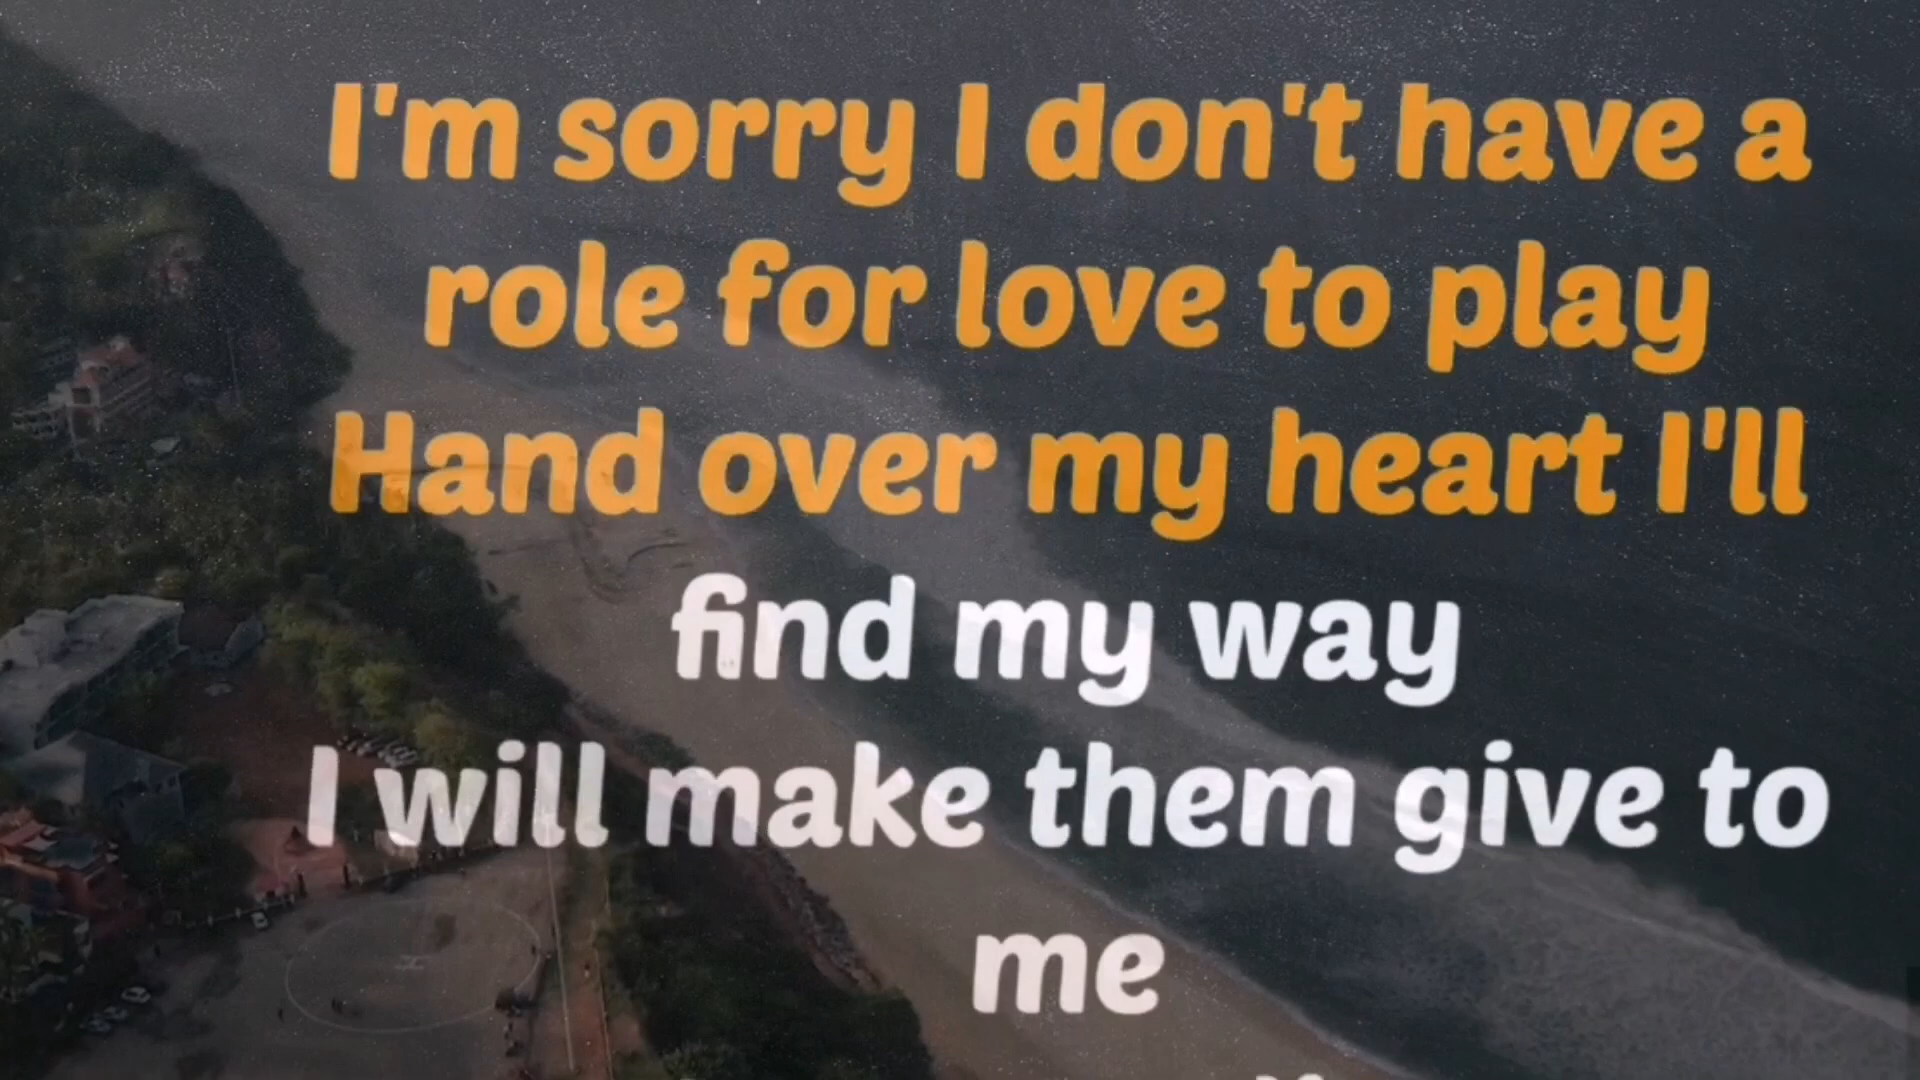 I'm sorry I don't have a
role for love to play
Hand over my heart I'll
find my way
I will make them give to
me